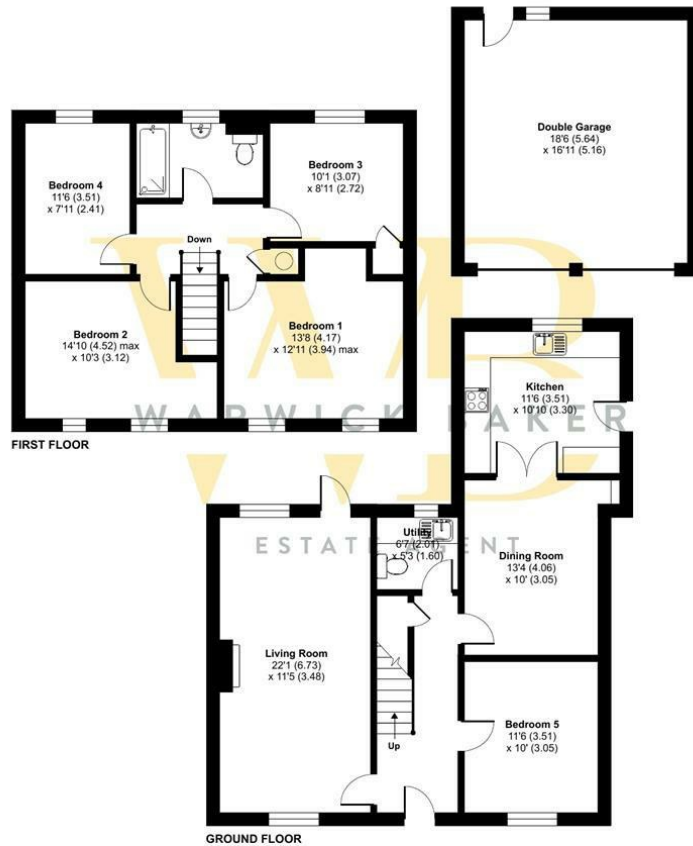 Double Garage
18'6 (5.64)
x 16'11 (5.16)
Bedroom 4
11'6 (3.51)
x 7'11 (2.41)
Bedroom 3
10'1 (3.07)
x 8'11 (2.72)
Down
Bedroom 2
14'10 (4.52) max
x 10'3 (3.12)
Bedroom 1
13'8 (4.17)
x 12'11 (3.94) max
FIRST FLOOR
WB
WARWICK BAKER
ESTATE AGENT
Kitchen
11'6 (3.51)
x 10'10 (3.30)
Utility
6'7 (2.01)
x 5'3 (1.60)
Dining Room
13'4 (4.06)
x 10' (3.05)
Living Room
22'1 (6.73)
x 11'5 (3.48)
Bedroom 5
11'6 (3.51)
x 10' (3.05)
Up
GROUND FLOOR